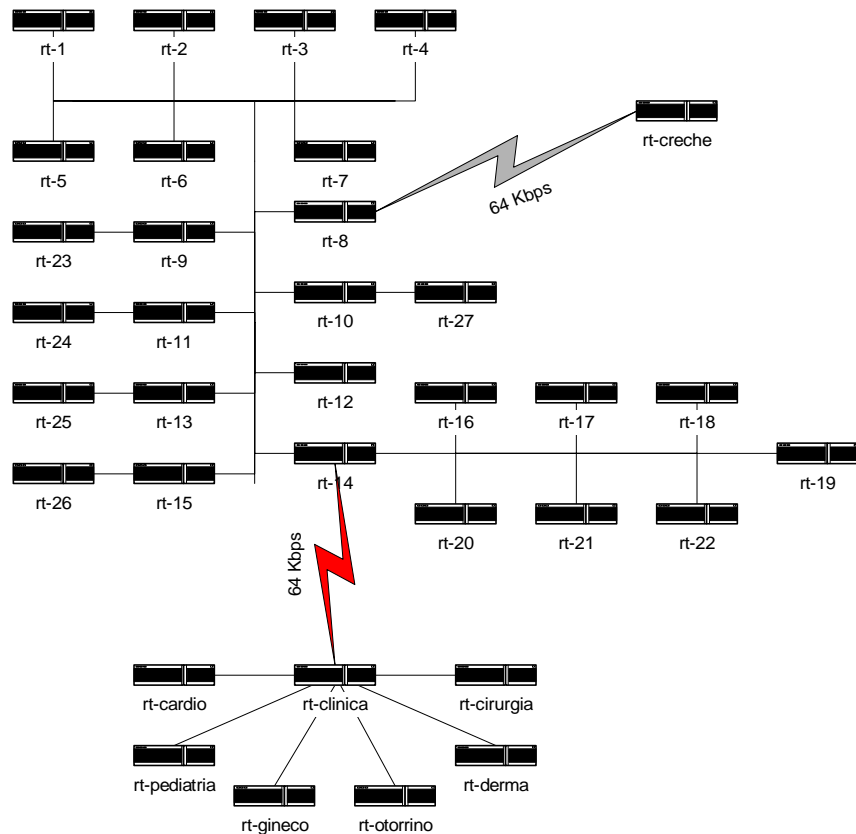 rt-1
rt-2
rt-3
rt-4
rt-creche
rt-5
rt-6
rt-7
64 Kbps
rt-8
rt-23
rt-9
rt-10
rt-27
rt-24
rt-11
rt-12
rt-16
rt-17
rt-18
rt-25
rt-13
rt-14
rt-19
rt-26
rt-15
rt-20
rt-21
rt-22
64 Kbps
rt-cardio
rt-clinica
rt-cirurgia
rt-pediatria
rt-derma
rt-gineco
rt-otorrino